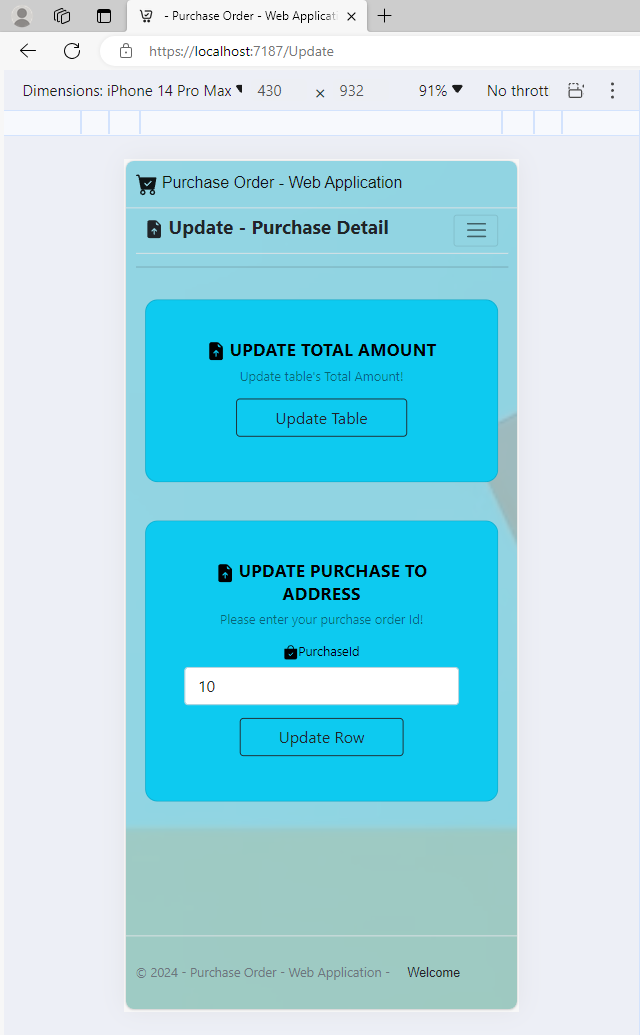 - Purchase Order - Web Applicati
https://localhost:7187/Update
Dimensions: iPhone 14 Pro Max 430 × 932 91% No thrott
Purchase Order - Web Application
Update - Purchase Detail
UPDATE TOTAL AMOUNT
Update table's Total Amount!
Update Table
UPDATE PURCHASE TO
ADDRESS
Please enter your purchase order Id!
PurchaseId
10
Update Row
© 2024 - Purchase Order - Web Application - Welcome